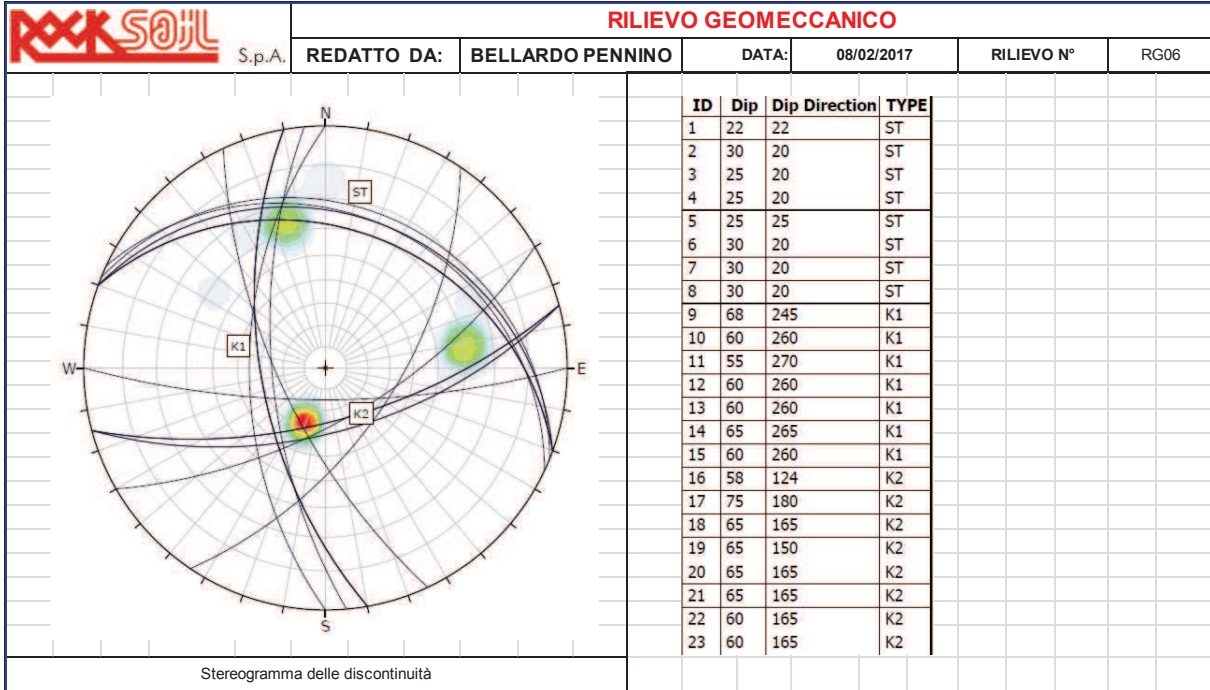 ROCKSOIL S.p.A.
RILIEVO GEOMECCANICO
REDATTO DA: BELLARDO PENNINO DATA: 08/02/2017 RILIEVO N° RG06
N
ST
K1
W
E
K2
S
ID Dip Dip Direction TYPE
1 22 22 ST
2 30 20 ST
3 25 20 ST
4 25 20 ST
5 25 25 ST
6 30 20 ST
7 30 20 ST
8 30 20 ST
9 68 245 K1
10 60 260 K1
11 55 270 K1
12 60 260 K1
13 60 260 K1
14 65 265 K1
15 60 260 K1
16 58 124 K2
17 75 180 K2
18 65 165 K2
19 65 150 K2
20 65 165 K2
21 65 165 K2
22 60 165 K2
23 60 165 K2
Stereogramma delle discontinuità